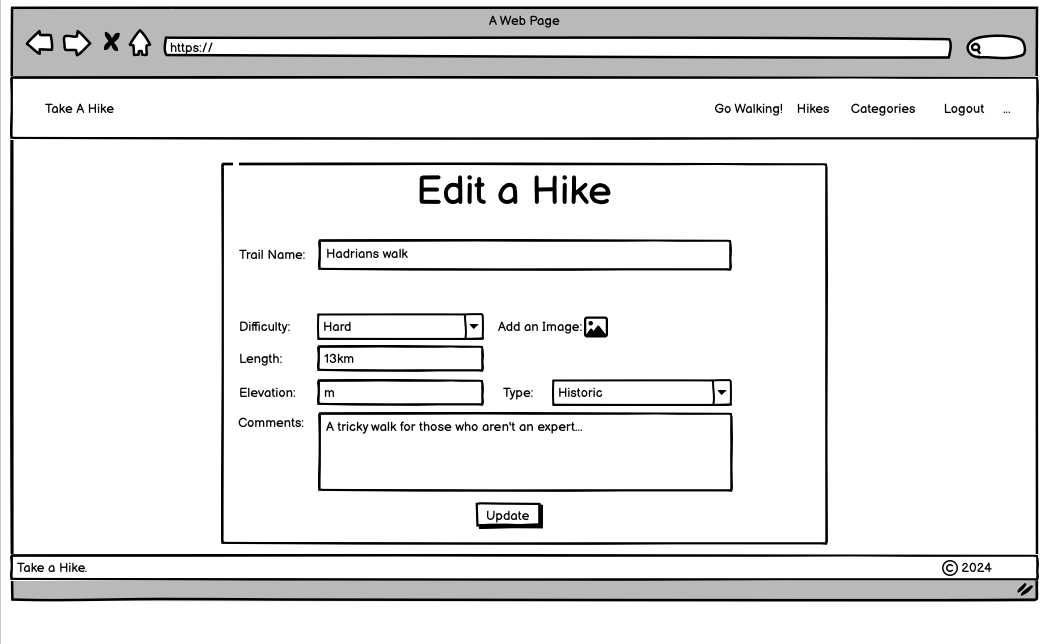 A Web Page
https://
Take A Hike Go Walking! Hikes Categories Logout ...
Edit a Hike
Trail Name: Hadrians walk
Difficulty: Hard Add an Image:
Length: 13km
Elevation: m Type: Historic
Comments: A tricky walk for those who aren't an expert...
Update
Take a Hike. © 2024